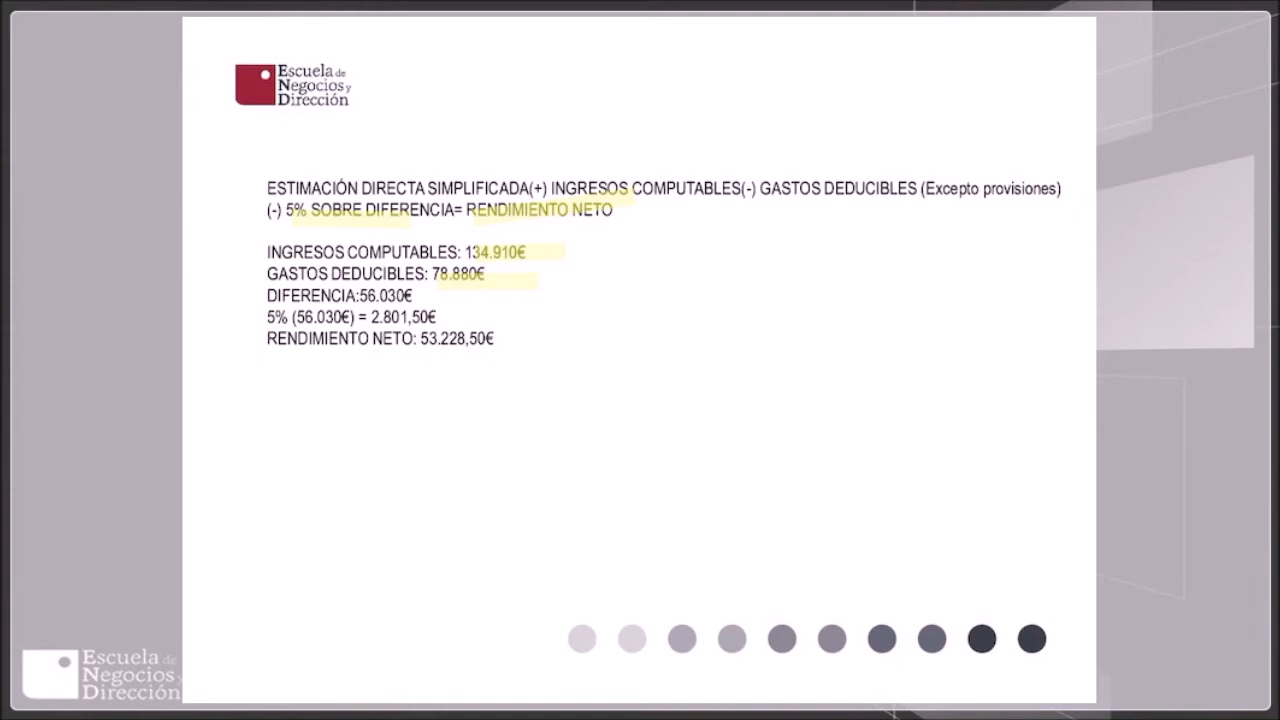 Escuela de
Negocios y
Dirección
ESTIMACIÓN DIRECTA SIMPLIFICADA(+) INGRESOS COMPUTABLES(-) GASTOS DEDUCIBLES (Excepto provisiones)
(-) 5% SOBRE DIFERENCIA= RENDIMIENTO NETO
INGRESOS COMPUTABLES: 134.910€
GASTOS DEDUCIBLES: 78.880€
DIFERENCIA:56.030€
5% (56.030€) = 2.801,50€
RENDIMIENTO NETO: 53.228,50€
Escuela de
Negocios y
Dirección